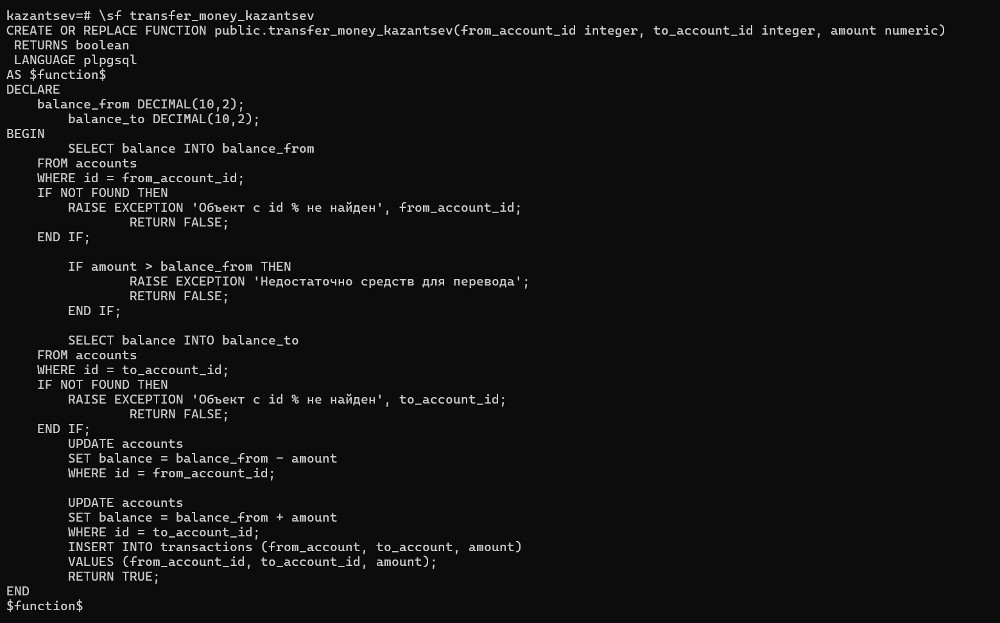 kazantsev=# \sf transfer_money_kazantsev
CREATE OR REPLACE FUNCTION public.transfer_money_kazantsev(from_account_id integer, to_account_id integer, amount numeric)
 RETURNS boolean
 LANGUAGE plpgsql
AS $function$
DECLARE
    balance_from DECIMAL(10,2);
        balance_to DECIMAL(10,2);
BEGIN
        SELECT balance INTO balance_from
    FROM accounts
    WHERE id = from_account_id;
    IF NOT FOUND THEN
        RAISE EXCEPTION 'Объект с id % не найден', from_account_id;
                RETURN FALSE;
    END IF;

        IF amount > balance_from THEN
                RAISE EXCEPTION 'Недостаточно средств для перевода';
                RETURN FALSE;
        END IF;

        SELECT balance INTO balance_to
    FROM accounts
    WHERE id = to_account_id;
    IF NOT FOUND THEN
        RAISE EXCEPTION 'Объект с id % не найден', to_account_id;
                RETURN FALSE;
    END IF;
        UPDATE accounts
        SET balance = balance_from - amount
        WHERE id = from_account_id;

        UPDATE accounts
        SET balance = balance_from + amount
        WHERE id = to_account_id;
        INSERT INTO transactions (from_account, to_account, amount)
        VALUES (from_account_id, to_account_id, amount);
        RETURN TRUE;
END
$function$